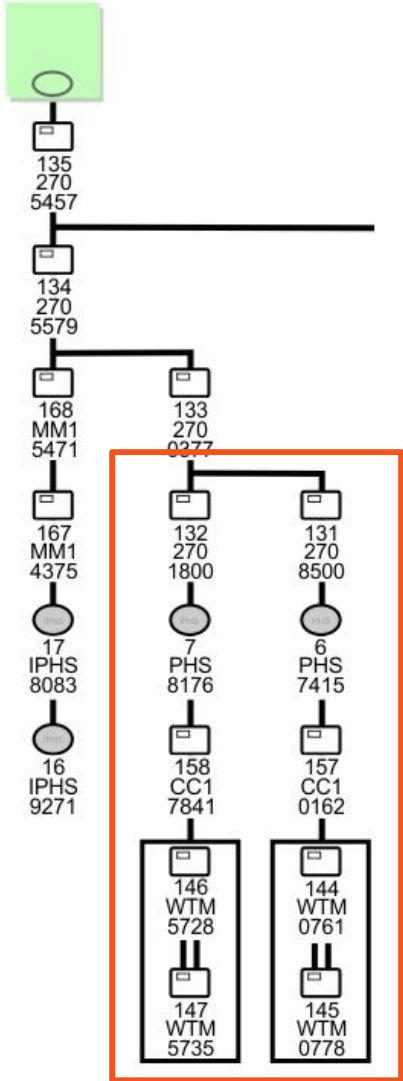 135
270
5457
134
270
5579
168
MM1
5471
133
270
0377
167
MM1
4375
132
270
1800
131
270
8500
IPHS
17
IPHS
8083
PHS
7
PHS
8176
PHS
6
PHS
7415
IPHS
16
IPHS
9271
158
CC1
7841
157
CC1
0162
146
WTM
5728
144
WTM
0761
147
WTM
5735
145
WTM
0778